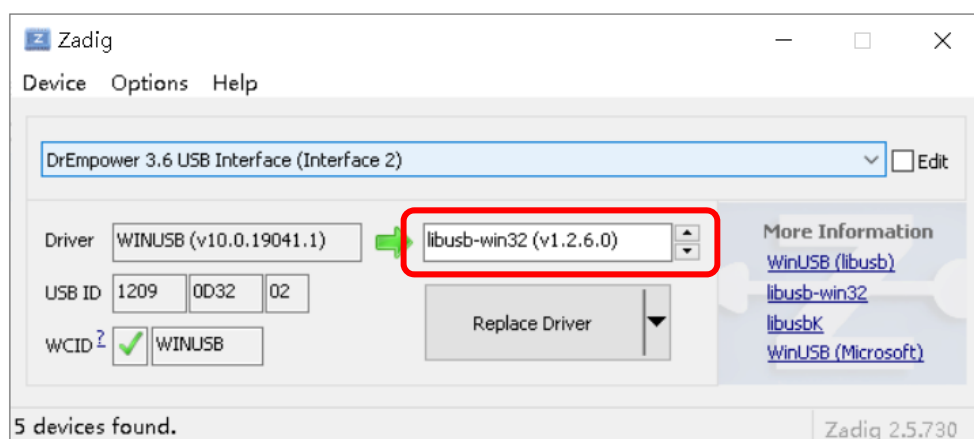 Zadig
Device Options Help
DrEmpower 3.6 USB Interface (Interface 2)
Edit
Driver WINUSB (v10.0.19041.1) libusb-win32 (v1.2.6.0)
USB ID 1209 0D32 02
WCID ? WINUSB
Replace Driver
More Information
WinUSB (libusb)
libusb-win32
libusbK
WinUSB (Microsoft)
5 devices found.
Zadig 2.5.730